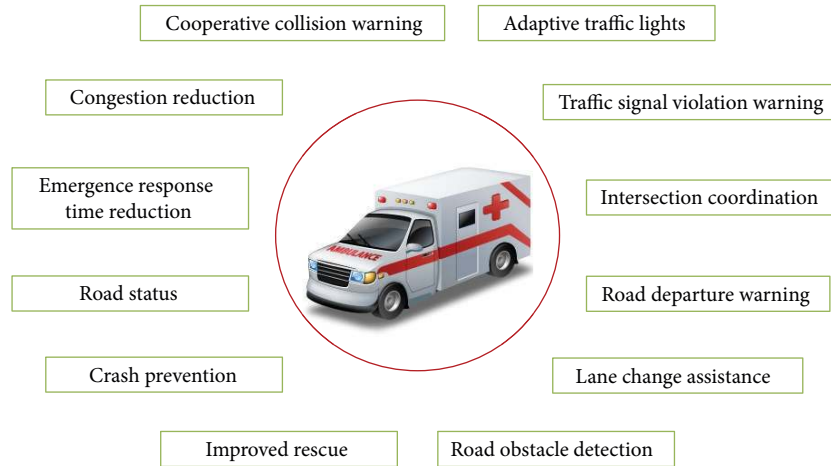 Cooperative collision warning
Adaptive traffic lights
Congestion reduction
Traffic signal violation warning
Emergence response
time reduction
Intersection coordination
AMBULANCE
Road status
Road departure warning
Crash prevention
Lane change assistance
Improved rescue
Road obstacle detection